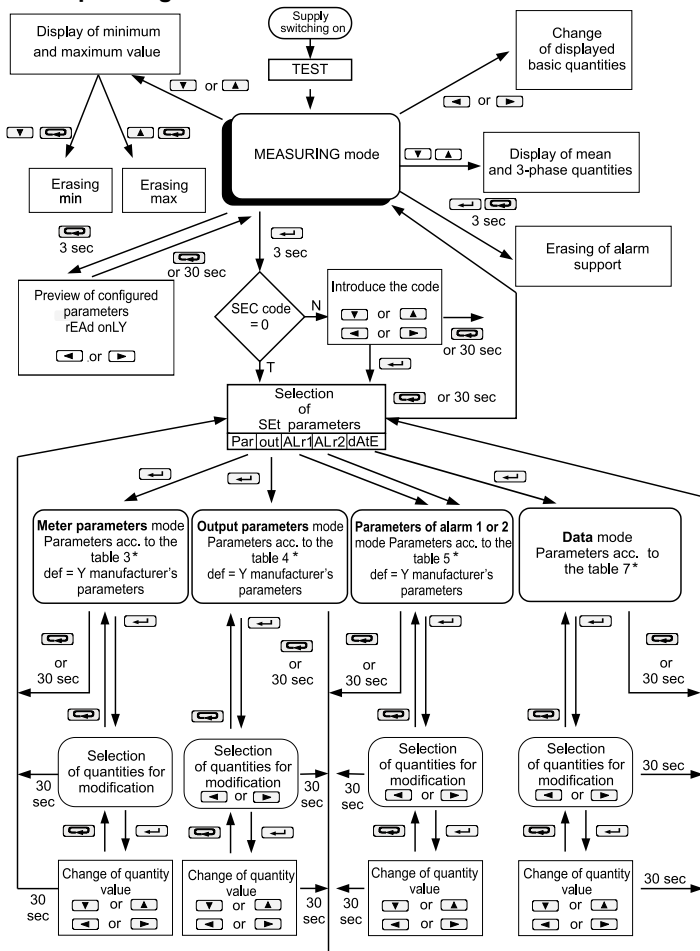 Display of minimum
and maximum value
Supply
switching on
TEST
Change
of displayed
basic quantities
or
or
MEASURING mode
Display of mean
and 3-phase quantities
Erasing
min
Erasing
max
3 sec
Erasing of alarm
support
3 sec
or 30 sec
3 sec
Preview of configured
parameters
rEAd onLY
or
SEC code
= 0
N
T
Introduce the code
or
or
or 30 sec
or 30 sec
Selection
of
SEt parameters
Par out ALr1 ALr2 dAtE
Meter parameters mode
Parameters acc. to the
table 3*
def = Y manufacturer's
parameters
Output parameters mode
Parameters acc. to the
table 4*
def = Y manufacturer's
parameters
Parameters of alarm 1 or 2
mode Parameters acc. to the
table 5*
def = Y manufacturer's
parameters
Data mode
Parameters acc. to
the table 7*
or
30 sec
or
30 sec
or
30 sec
or
30 sec
Selection
of quantities for
modification
Selection
of quantities for
modification
or
Selection
of quantities for
modification
or
Selection
of quantities for
modification
or
30
sec
30
sec
30
sec
30 sec
Change of quantity
value
or
or
Change of quantity
value
or
or
Change of quantity
value
or
or
Change of quantity
value
or
or
30
sec
30
sec
30
sec
30 sec